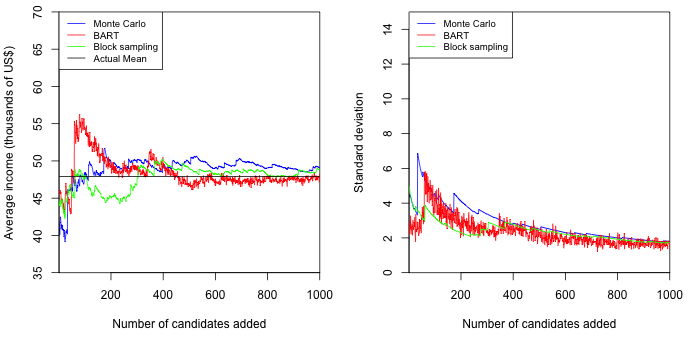 Average income (thousands of US$)
70
65
60
55
50
45
40
35
Monte Carlo
BART
Block sampling
Actual Mean
200
400
600
800
1000
Number of candidates added
Standard deviation
14
12
10
8
6
4
2
0
Monte Carlo
BART
Block sampling
200
400
600
800
1000
Number of candidates added